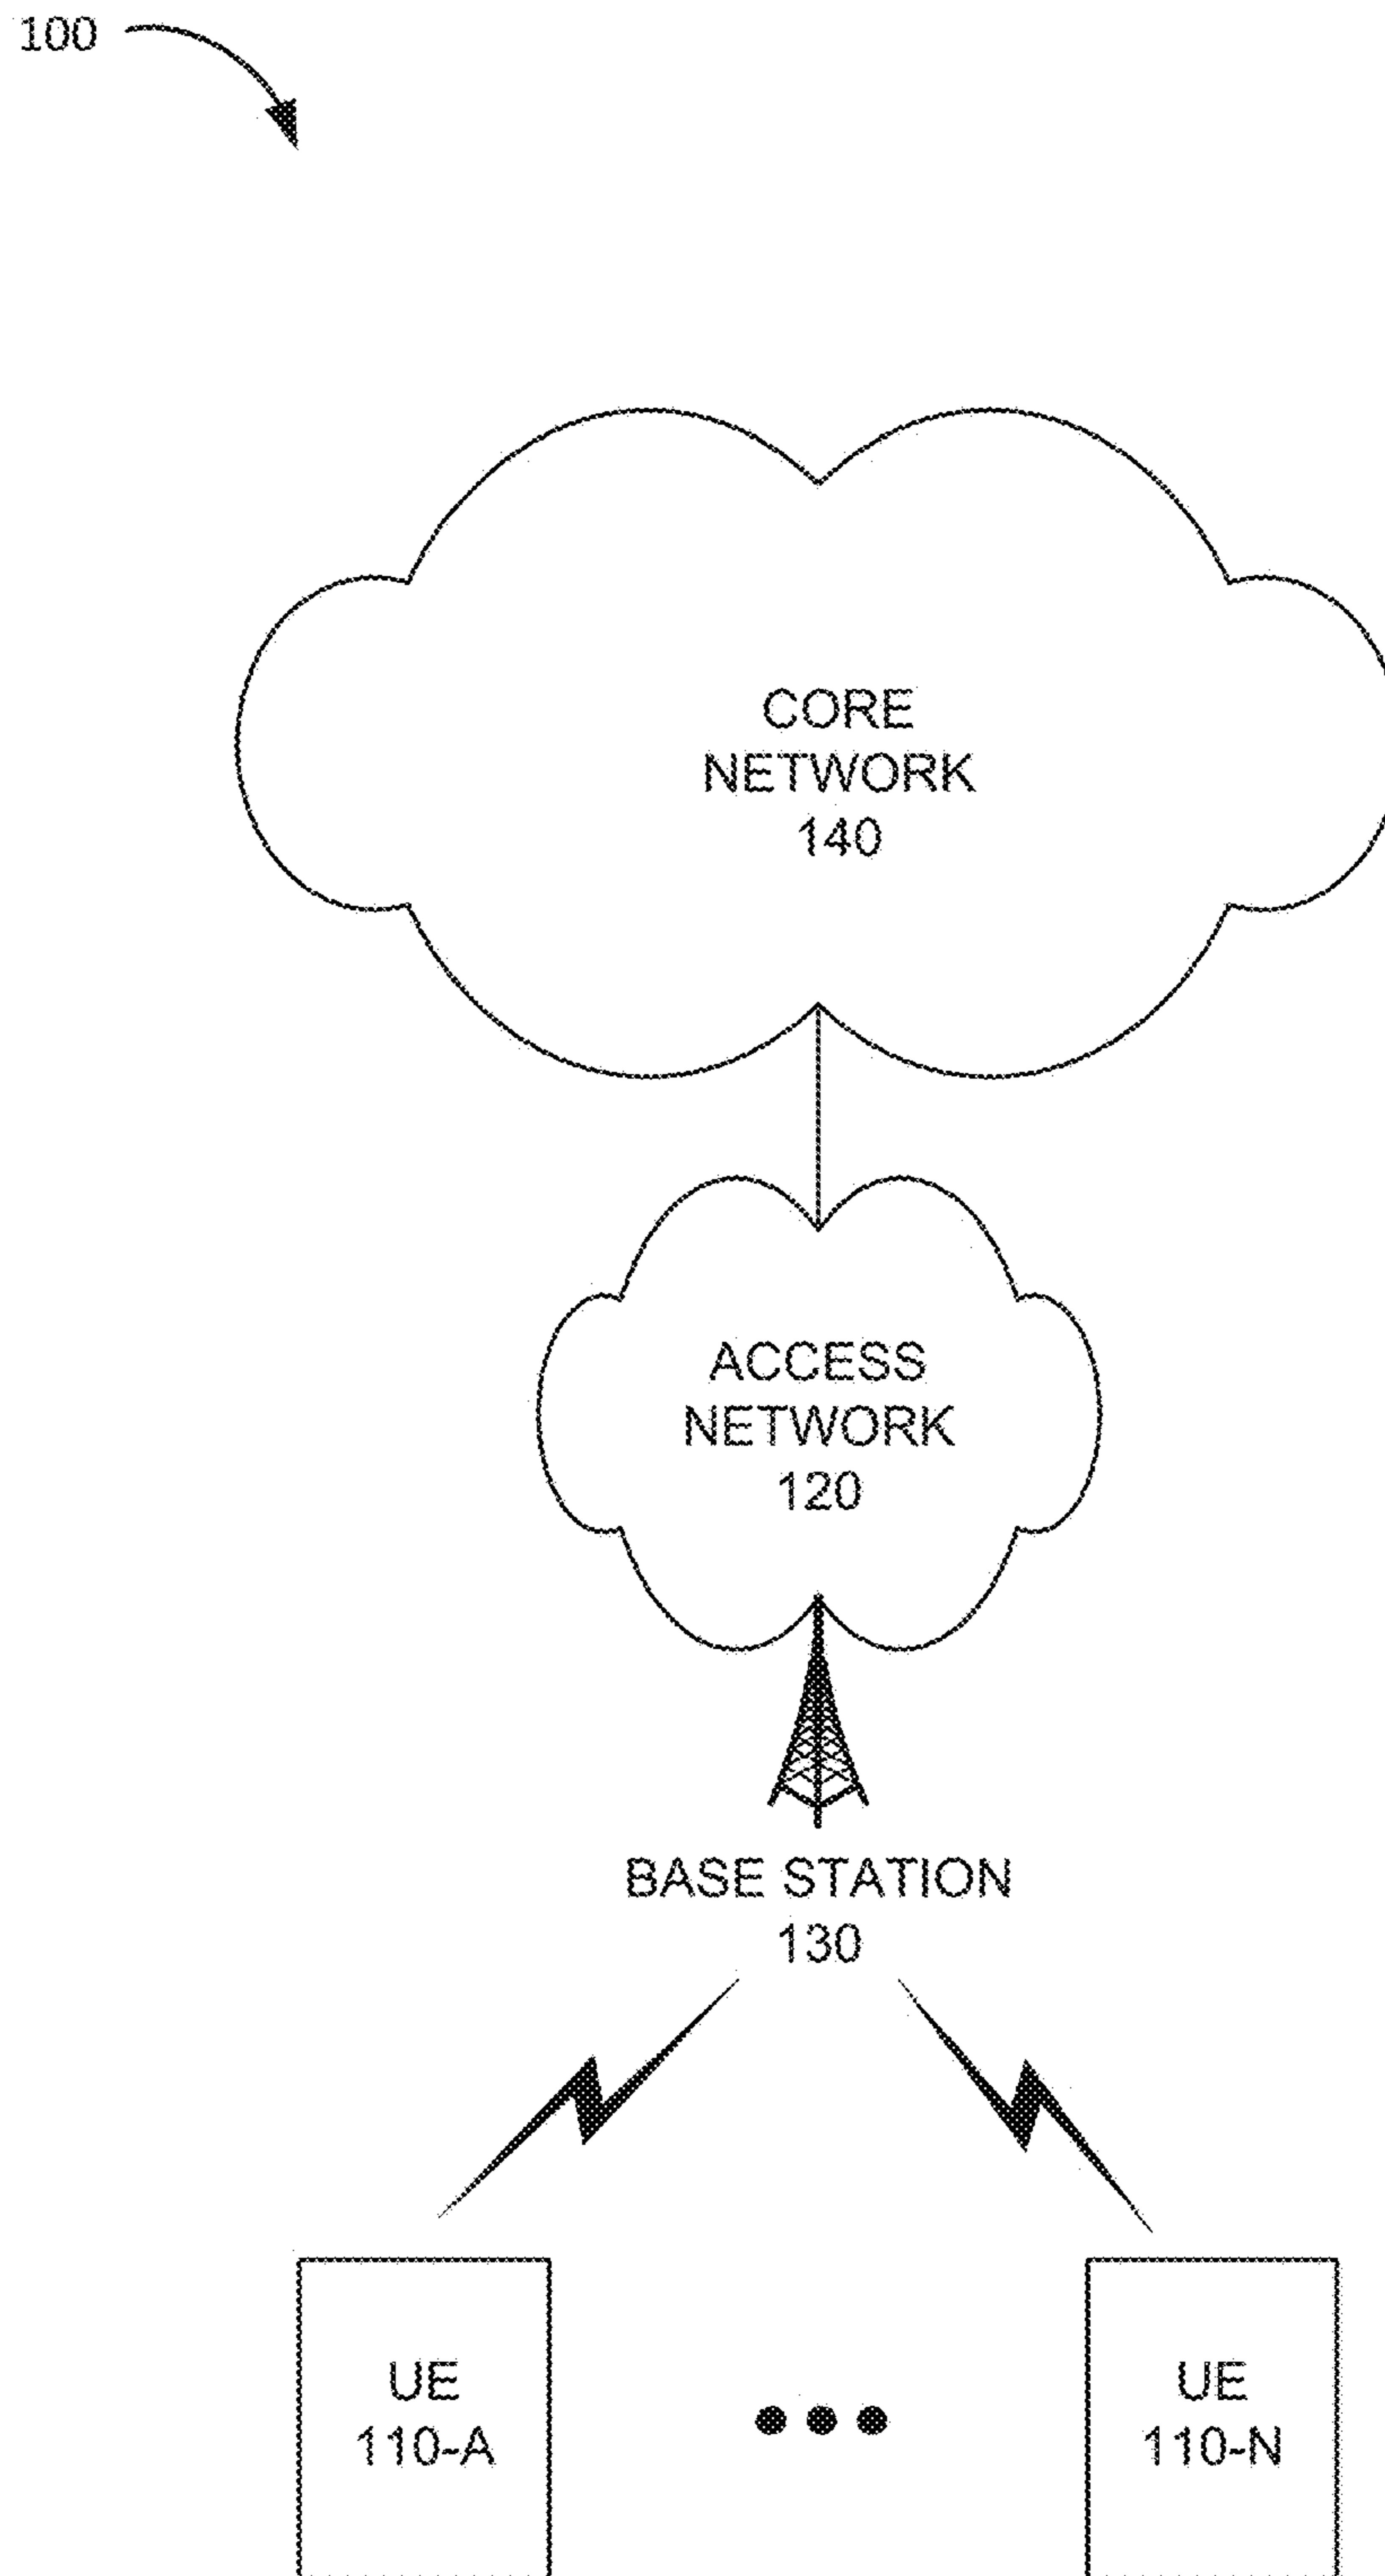 100
CORE
NETWORK
140
ACCESS
NETWORK
120
BASE STATION
130
UE
110-A
UE
110-N